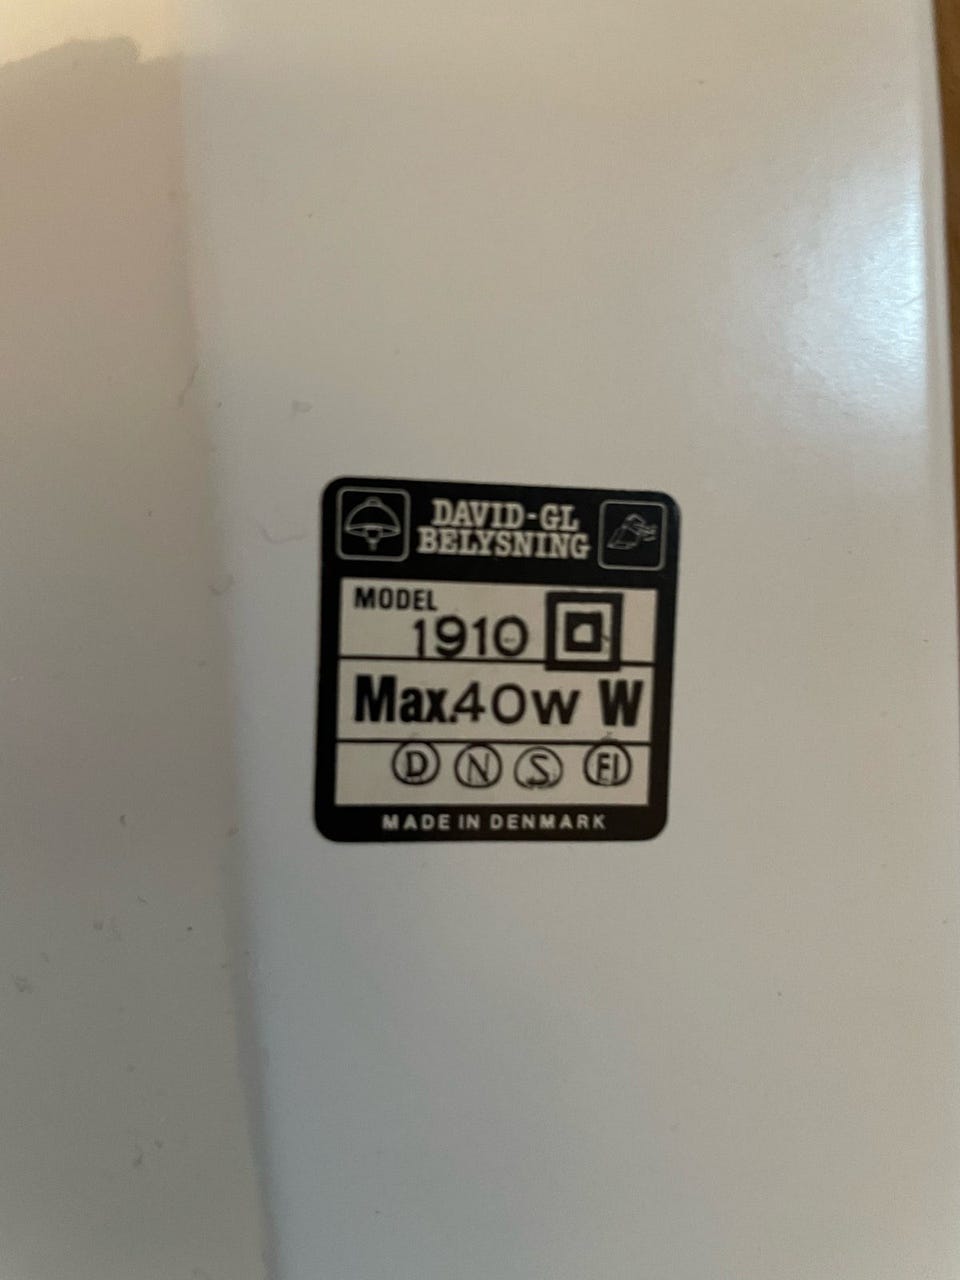 DAVID-GL
BELYSNING
MODEL
1910
Max.40W W
D N S FI
MADE IN DENMARK